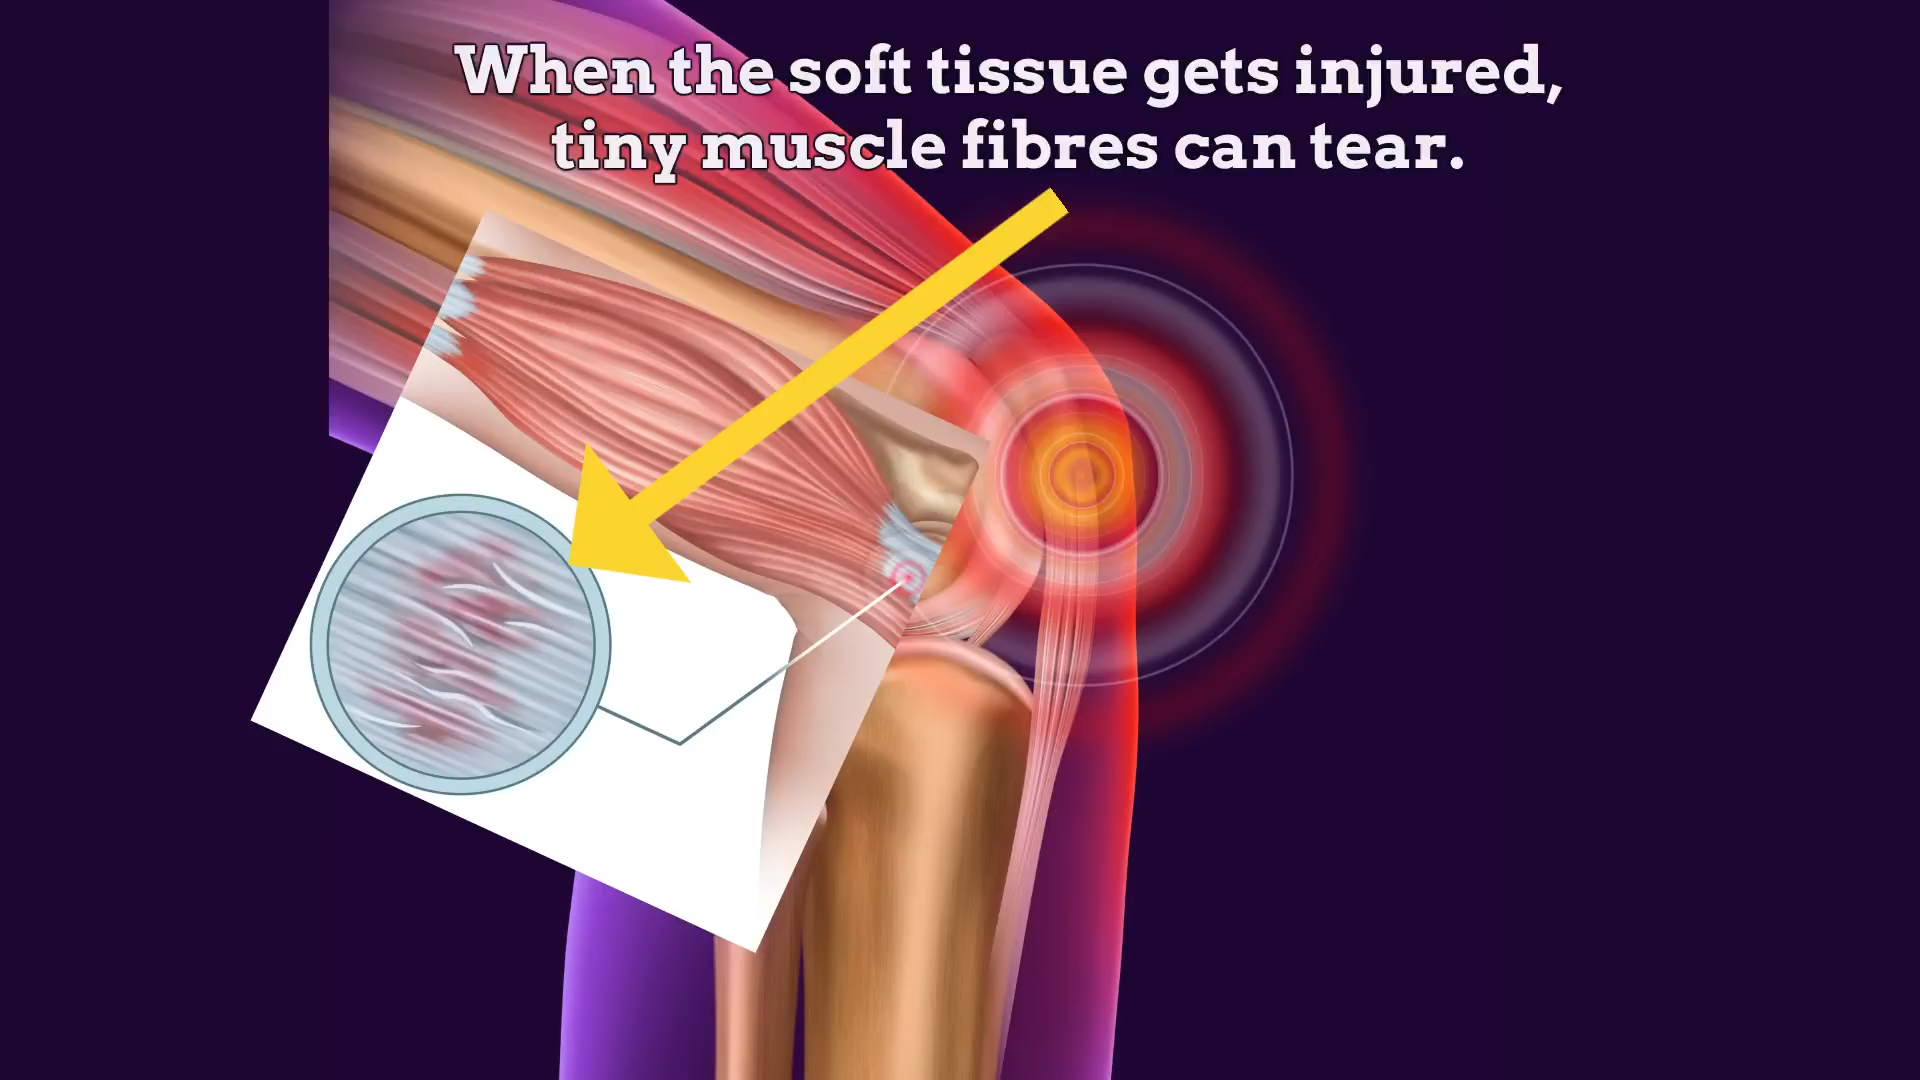 When the soft tissue gets injured,
tiny muscle fibres can tear.